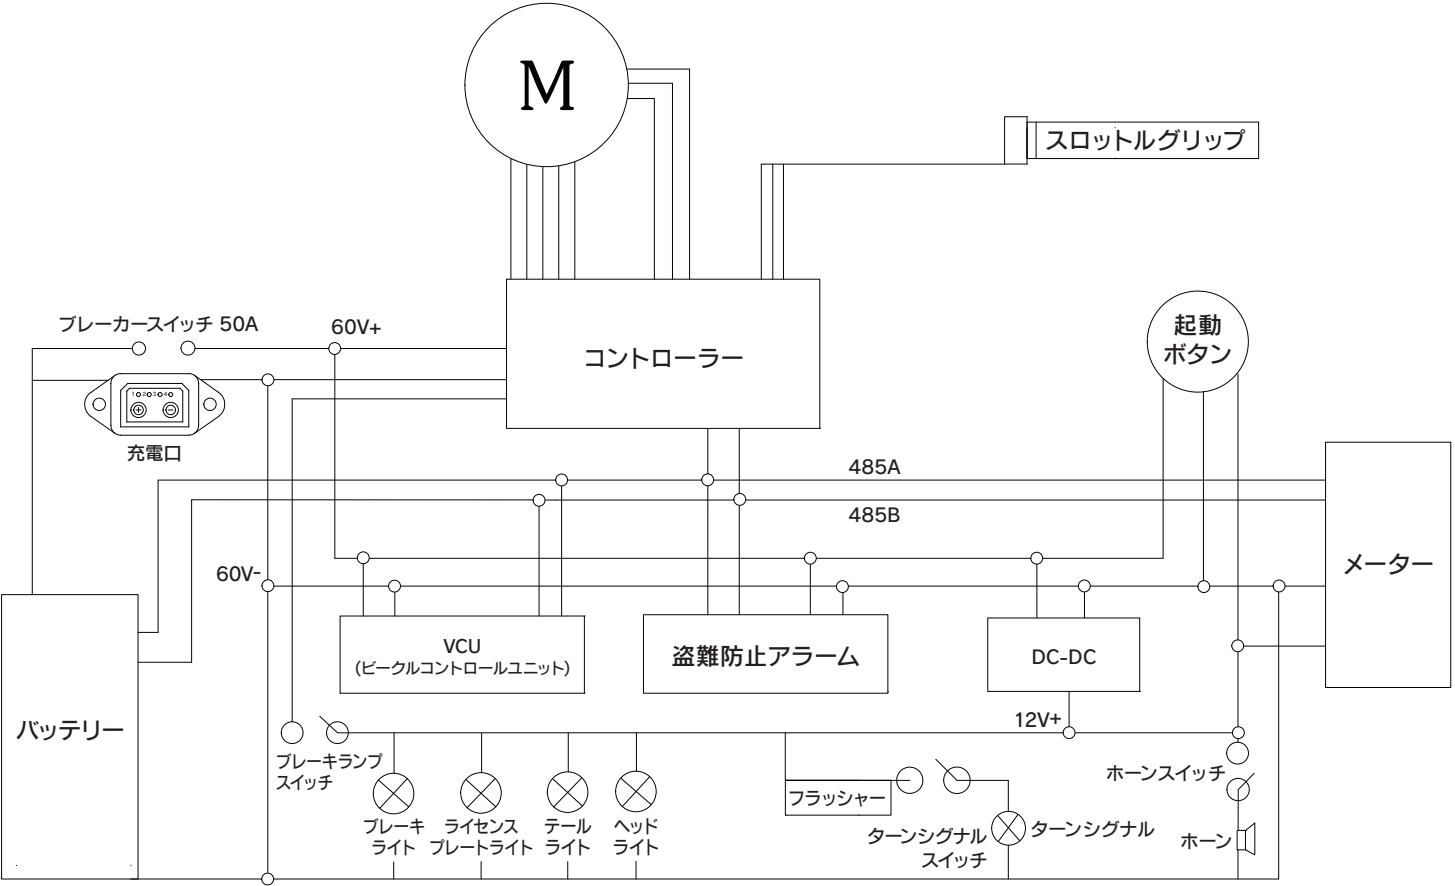 M
スロットルグリップ
ブレーカースイッチ 50A
60V+
起動
ボタン
コントローラー
1 2 3 4
充電口
485A
485B
60V-
メーター
VCU
（ビークルコントロールユニット）
盗難防止アラーム
DC-DC
バッテリー
12V+
ブレーキランプ
スイッチ
ホーンスイッチ
フラッシャー
ブレーキ
ライト
ライセンス
プレートライト
テール
ライト
ヘッド
ライト
ターンシグナル
スイッチ
ターンシグナル
ホーン